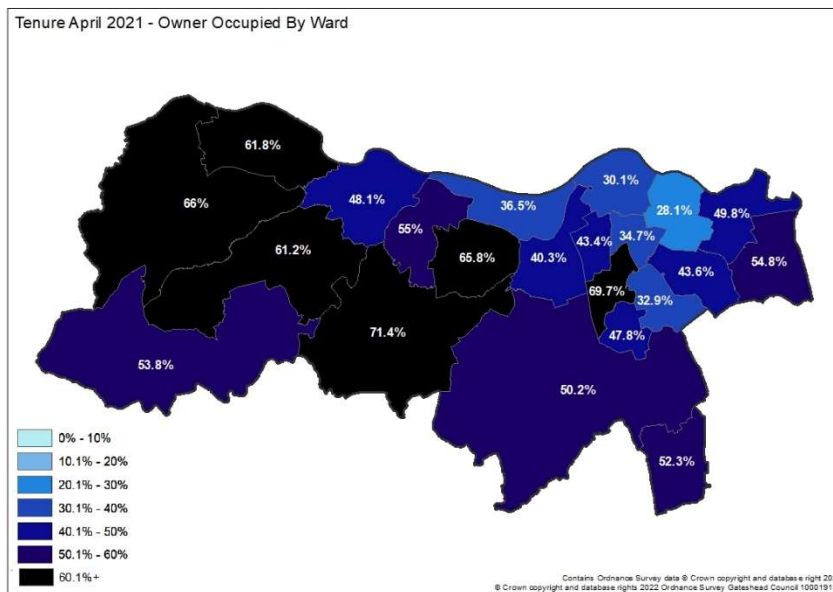 Tenure April 2021 - Owner Occupied By Ward
61.8%
30.1%
66%
48.1%
36.5%
28.1%
49.8%
55%
34.7%
61.2%
65.8%
40.3%
43.4%
43.6%
54.8%
69.7%
32.9%
71.4%
47.8%
53.8%
50.2%
52.3%
0% - 10%
10.1% - 20%
20.1% - 30%
30.1% - 40%
40.1% - 50%
50.1% - 60%
60.1%+
Contains Ordnance Survey data © Crown copyright and database right 20
© Crown copyright and database rights 2022 Ordnance Survey Gateshead Council 1000191